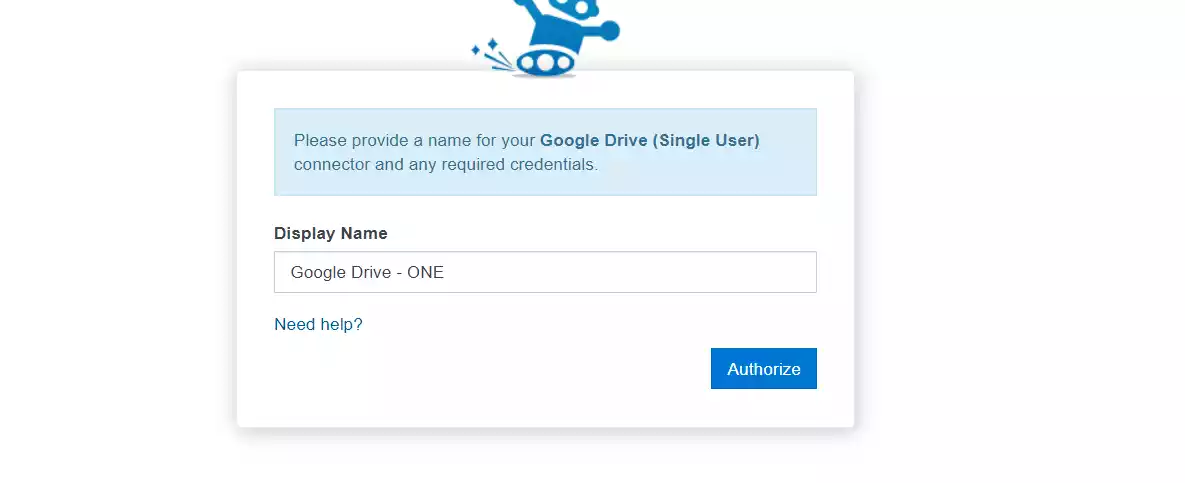 Please provide a name for your Google Drive (Single User)
connector and any required credentials.
Display Name
Google Drive - ONE
Need help?
Authorize